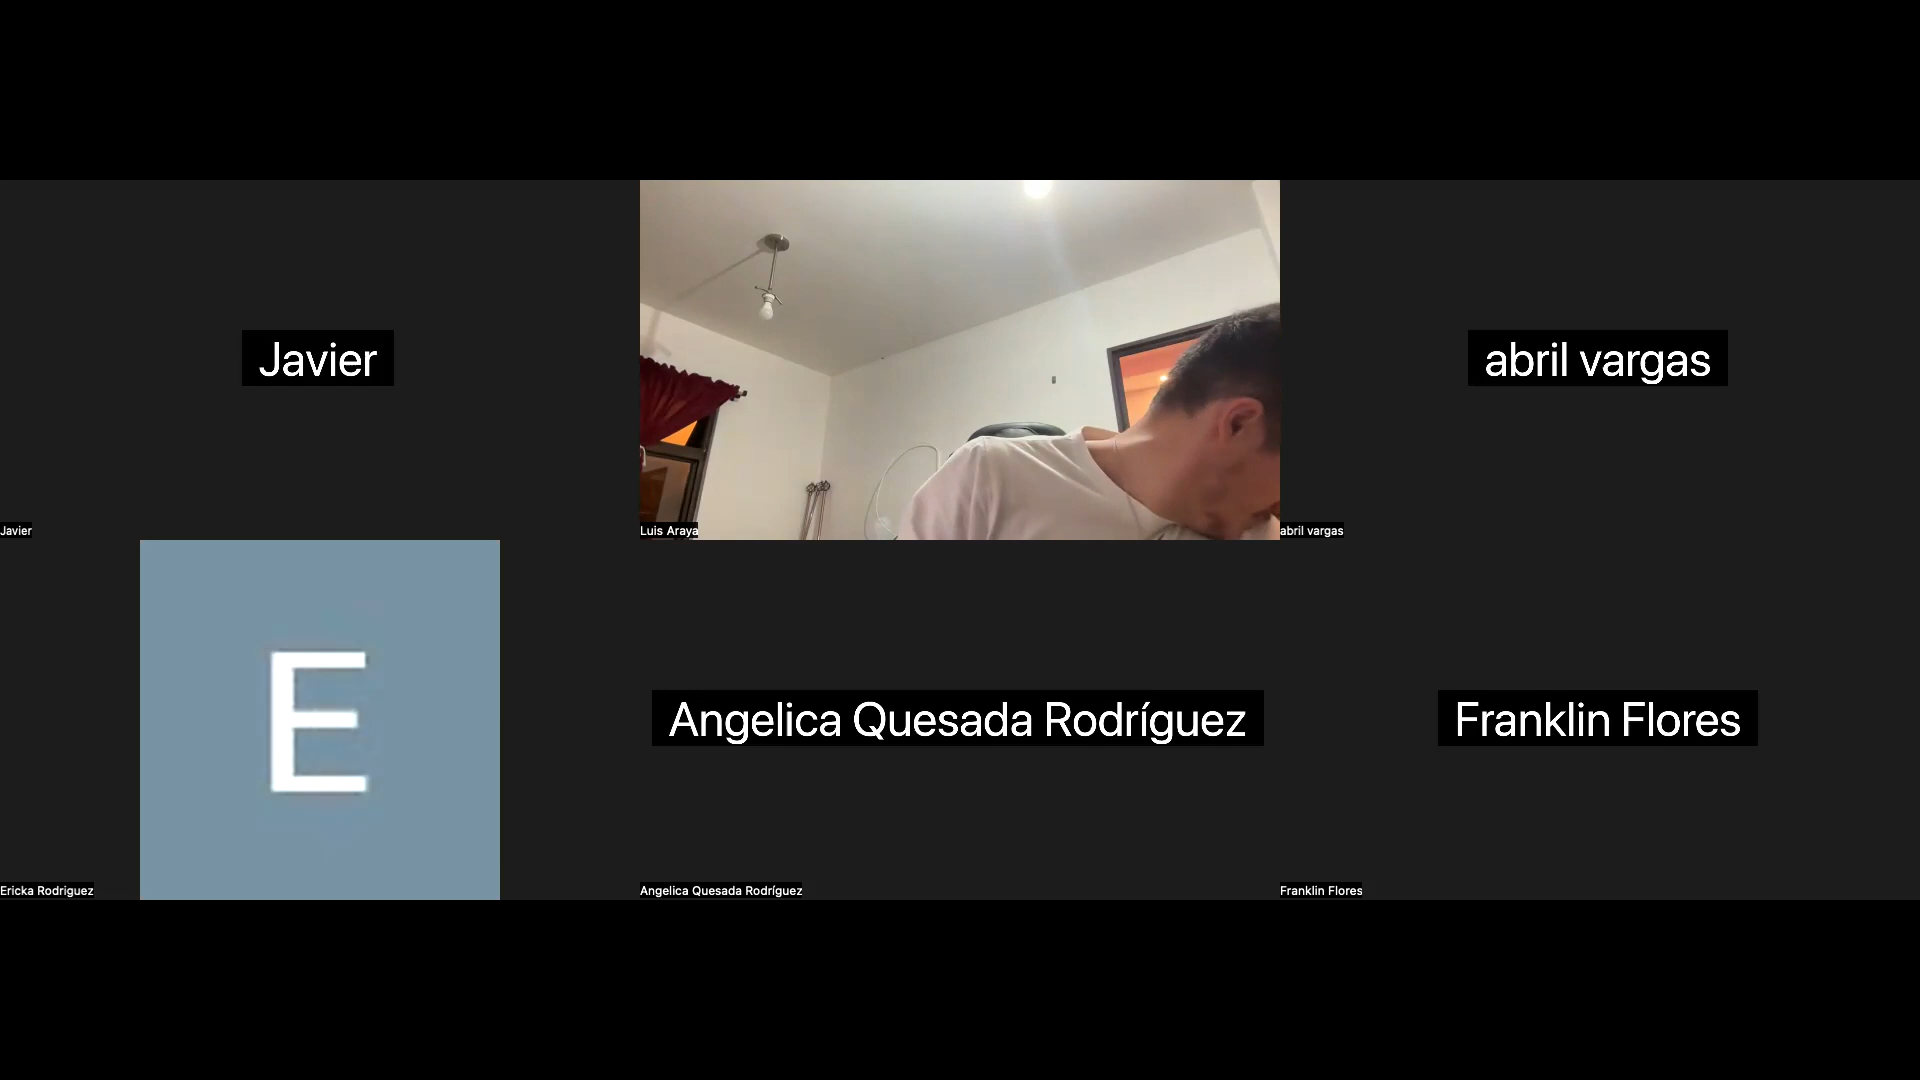 Javier
Javier
Luis Araya
abril vargas
abril vargas
E
Ericka Rodriguez
Angelica Quesada Rodríguez
Angelica Quesada Rodríguez
Franklin Flores
Franklin Flores